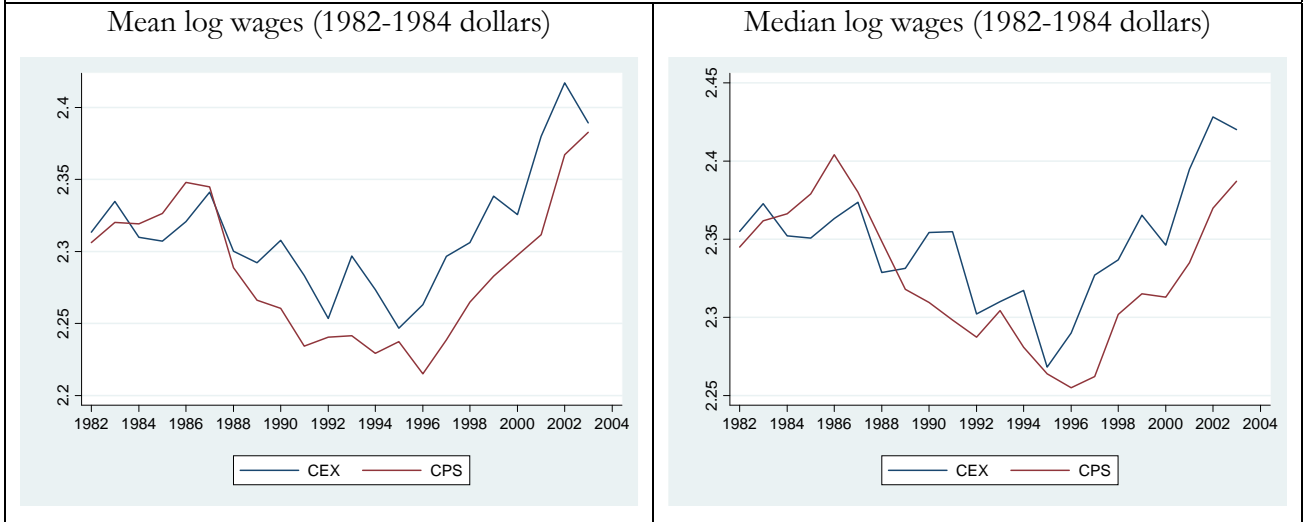 Mean log wages (1982-1984 dollars)
2.4
2.35
2.3
2.25
2.2
1982 1984 1986 1988 1990 1992 1994 1996 1998 2000 2002 2004
CEX CPS
Median log wages (1982-1984 dollars)
2.45
2.4
2.35
2.3
2.25
1982 1984 1986 1988 1990 1992 1994 1996 1998 2000 2002 2004
CEX CPS